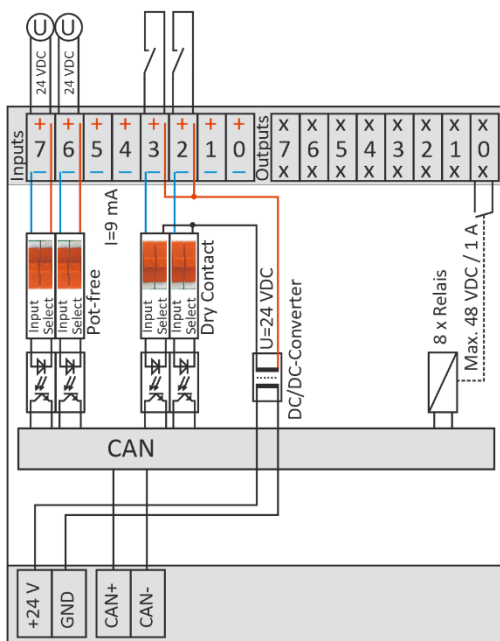 U U
24 VDC 24 VDC
Inputs + + + + + + + + Outputs x x x x x x x x
7 6 5 4 3 2 1 0 7 6 5 4 3 2 1 0
– – – – – – – – x x x x x x x x
I=9 mA
Input Select Input Select Pot-free
Input Select Input Select Dry Contact
U=24 VDC
DC/DC-Converter
8 x Relais
Max. 48 VDC / 1 A
CAN
+24 V GND CAN+ CAN-